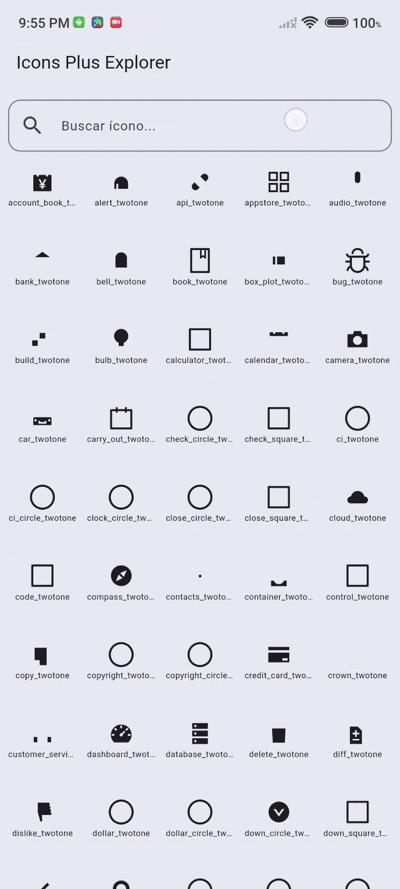 9:55 PM 100%
Icons Plus Explorer
Buscar ícono...
account_book_t... alert_twotone api_twotone appstore_twoto... audio_twotone
bank_twotone bell_twotone book_twotone box_plot_twoto... bug_twotone
build_twotone bulb_twotone calculator_twot... calendar_twoto... camera_twotone
car_twotone carry_out_twoto... check_circle_tw... check_square_t... ci_twotone
ci_circle_twotone clock_circle_tw... close_circle_tw... close_square_t... cloud_twotone
code_twotone compass_twoto... contacts_twoto... container_twoto... control_twotone
copy_twotone copyright_twoto... copyright_circle... credit_card_two... crown_twotone
customer_servi... dashboard_twot... database_twoto... delete_twotone diff_twotone
dislike_twotone dollar_twotone dollar_circle_tw... down_circle_tw... down_square_t...